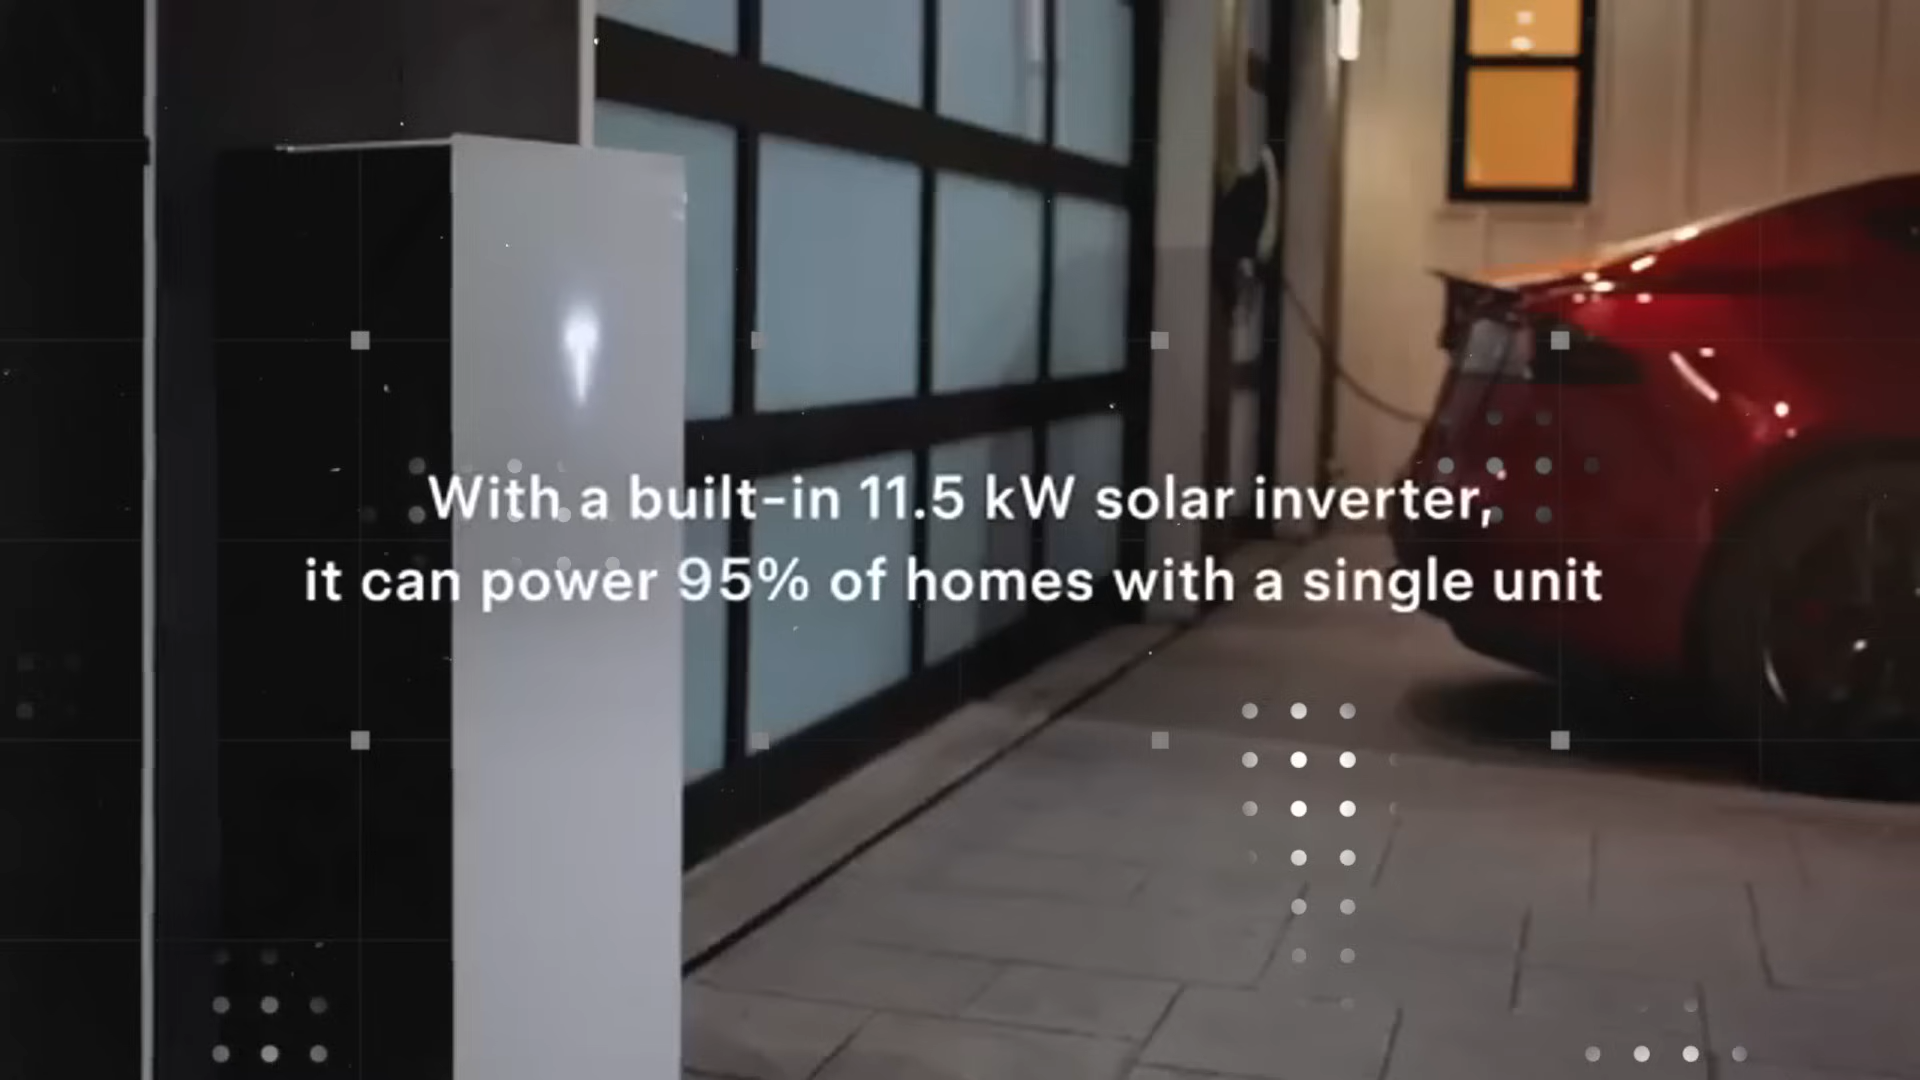 With a built-in 11.5 kW solar inverter,
it can power 95% of homes with a single unit